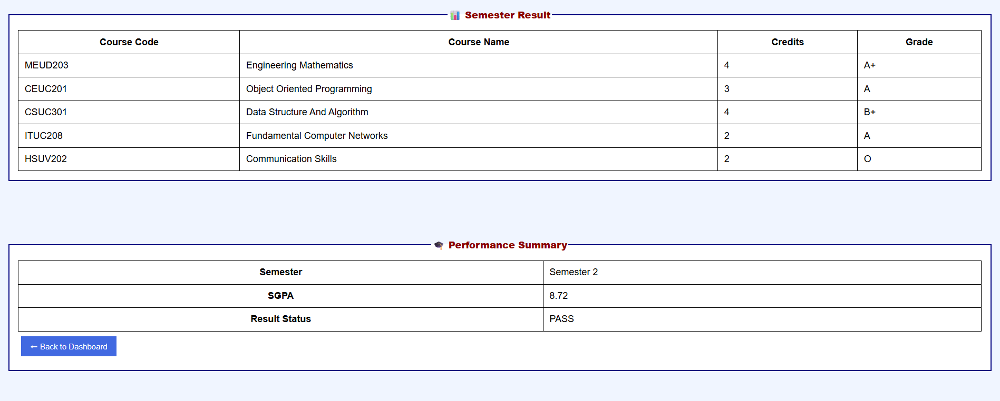 📊 Semester Result
Course Code Course Name Credits Grade
MEUD203 Engineering Mathematics 4 A+
CEUC201 Object Oriented Programming 3 A
CSUC301 Data Structure And Algorithm 4 B+
ITUC208 Fundamental Computer Networks 2 A
HSUV202 Communication Skills 2 O
🎓 Performance Summary
Semester Semester 2
SGPA 8.72
Result Status PASS
← Back to Dashboard